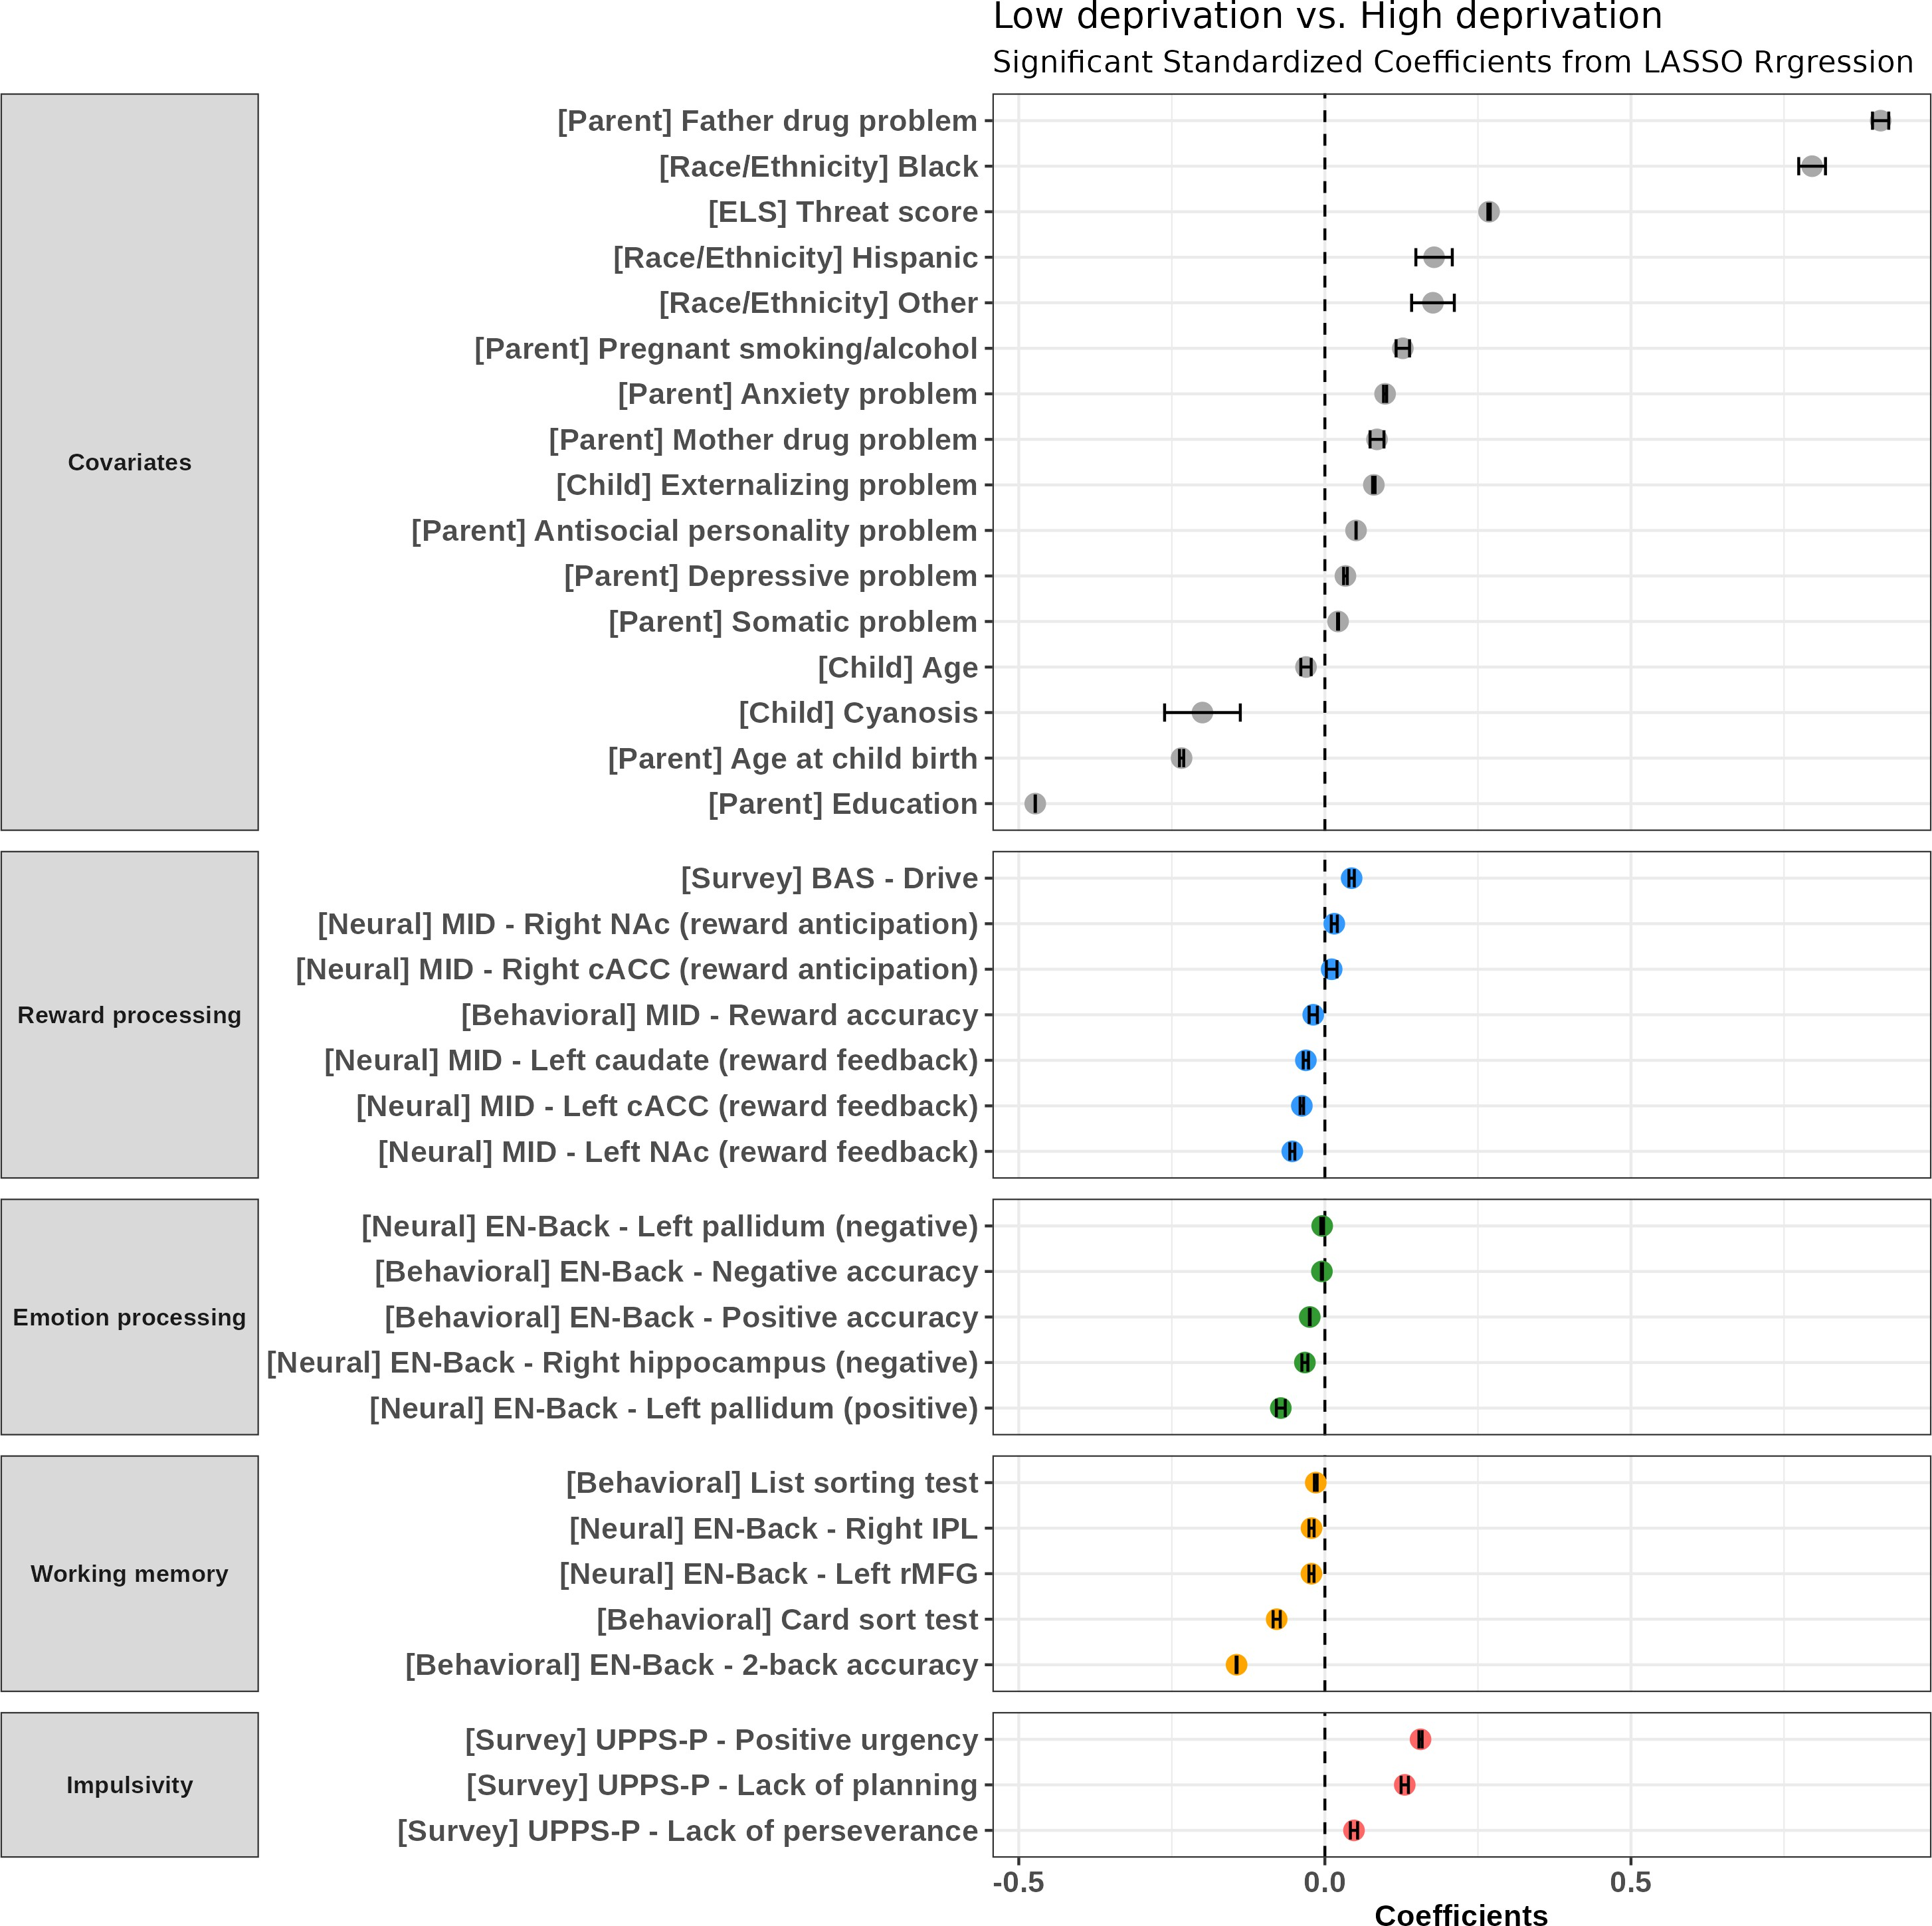 Low deprivation vs. High deprivation
Significant Standardized Coefficients from LASSO Rrgression
Covariates
[Parent] Father drug problem
[Race/Ethnicity] Black
[ELS] Threat score
[Race/Ethnicity] Hispanic
[Race/Ethnicity] Other
[Parent] Pregnant smoking/alcohol
[Parent] Anxiety problem
[Parent] Mother drug problem
[Child] Externalizing problem
[Parent] Antisocial personality problem
[Parent] Depressive problem
[Parent] Somatic problem
[Child] Age
[Child] Cyanosis
[Parent] Age at child birth
[Parent] Education
Reward processing
[Survey] BAS - Drive
[Neural] MID - Right NAc (reward anticipation)
[Neural] MID - Right cACC (reward anticipation)
[Behavioral] MID - Reward accuracy
[Neural] MID - Left caudate (reward feedback)
[Neural] MID - Left cACC (reward feedback)
[Neural] MID - Left NAc (reward feedback)
Emotion processing
[Neural] EN-Back - Left pallidum (negative)
[Behavioral] EN-Back - Negative accuracy
[Behavioral] EN-Back - Positive accuracy
[Neural] EN-Back - Right hippocampus (negative)
[Neural] EN-Back - Left pallidum (positive)
Working memory
[Behavioral] List sorting test
[Neural] EN-Back - Right IPL
[Neural] EN-Back - Left rMFG
[Behavioral] Card sort test
[Behavioral] EN-Back - 2-back accuracy
Impulsivity
[Survey] UPPS-P - Positive urgency
[Survey] UPPS-P - Lack of planning
[Survey] UPPS-P - Lack of perseverance
-0.5 0.0 0.5
Coefficients